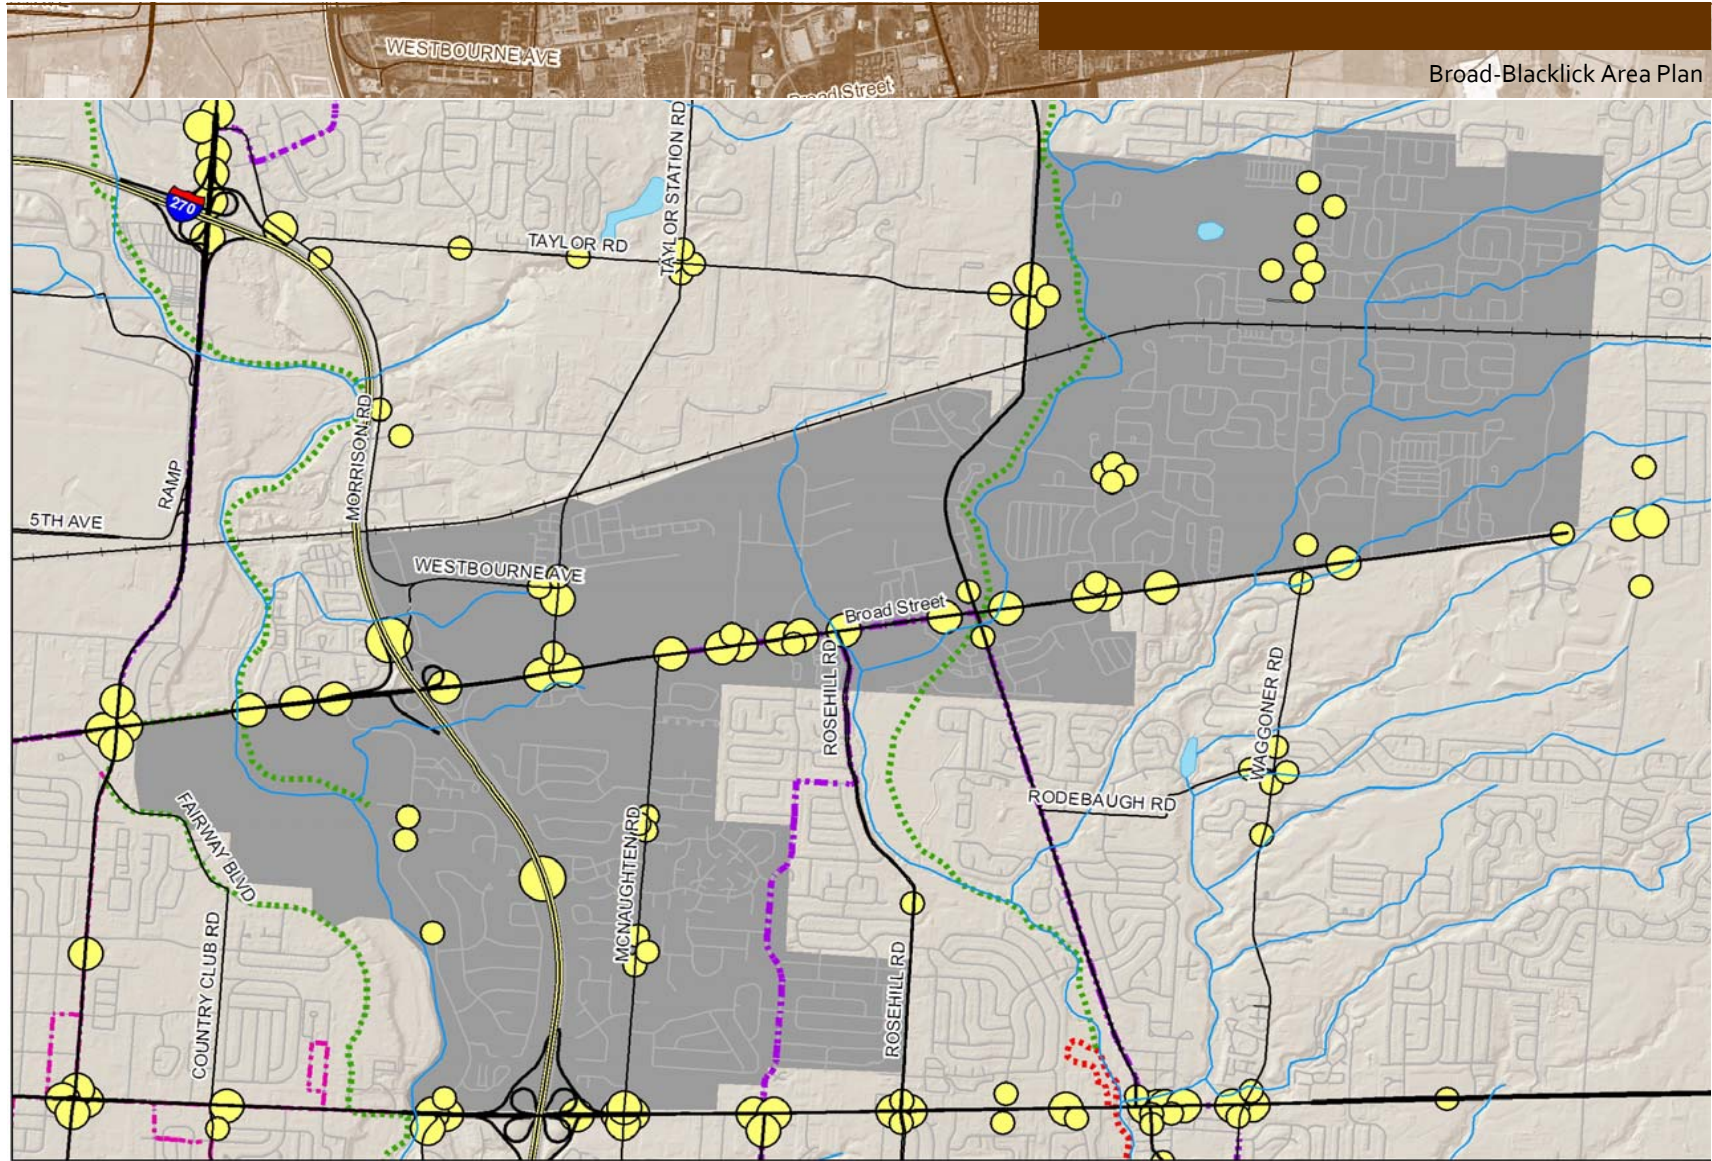 WESTBOURNE AVE
Broad Street
Broad-Blacklick Area Plan
TAYLOR STATION RD
270
TAYLOR RD
MORRISON RD
RAMP
5TH AVE
WESTBOURNE AVE
Broad Street
ROSEHILL RD
WAGGONER RD
RODEBAUGH RD
FAIRWAY BLVD
MCNAUGHTEN RD
COUNTRY CLUB RD
ROSEHILL RD